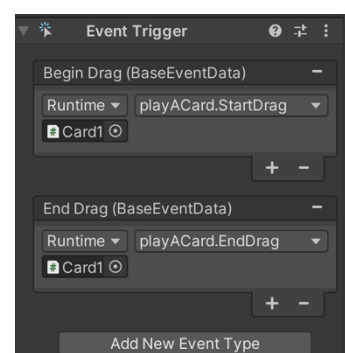 Event Trigger
Begin Drag (BaseEventData)
Runtime playACard.StartDrag
Card1
End Drag (BaseEventData)
Runtime playACard.EndDrag
Card1
Add New Event Type